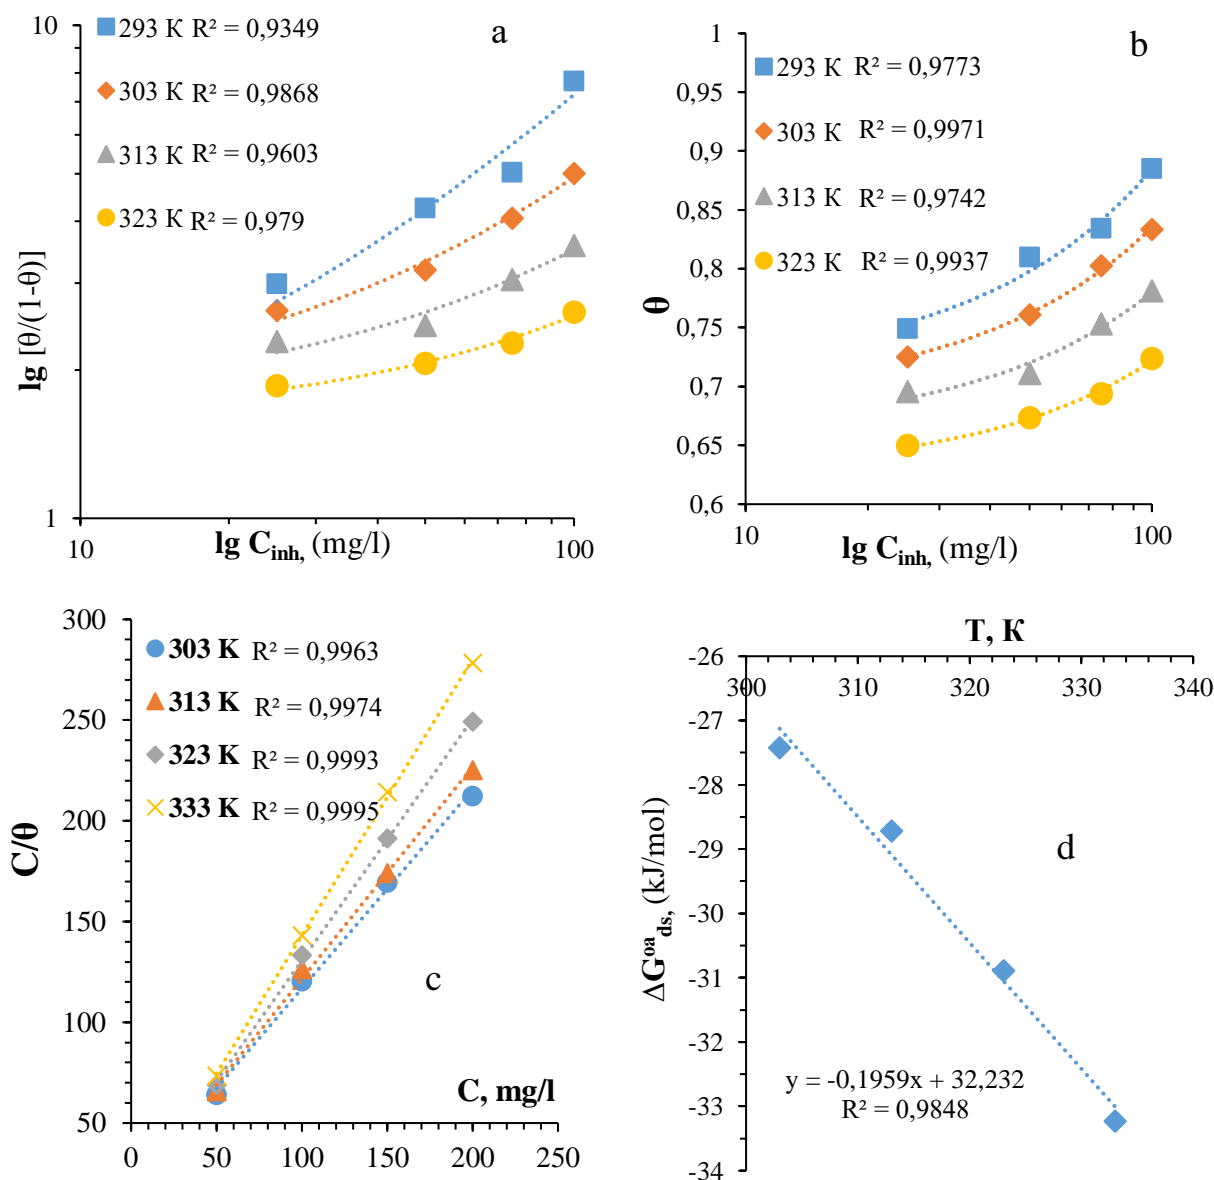 10
a
293 K R² = 0,9349
303 K R² = 0,9868
313 K R² = 0,9603
323 K R² = 0,979
lg [θ/(1-θ)]
1
10
100
lg Cinh, (mg/l)
1
0,95
0,9
0,85
0,8
0,75
0,7
0,65
0,6
b
293 K R² = 0,9773
303 K R² = 0,9971
313 K R² = 0,9742
323 K R² = 0,9937
θ
10
100
lg Cinh, (mg/l)
300
250
200
150
100
50
303 K R² = 0,9963
313 K R² = 0,9974
323 K R² = 0,9993
333 K R² = 0,9995
C/θ
c
C, mg/l
0 50 100 150 200 250
T, K
-26
300 310 320 330 340
-27
-28
-29
-30
-31
-32
-33
-34
ΔG°ᵃds, (kJ/mol)
d
y = -0,1959x + 32,232
R² = 0,9848